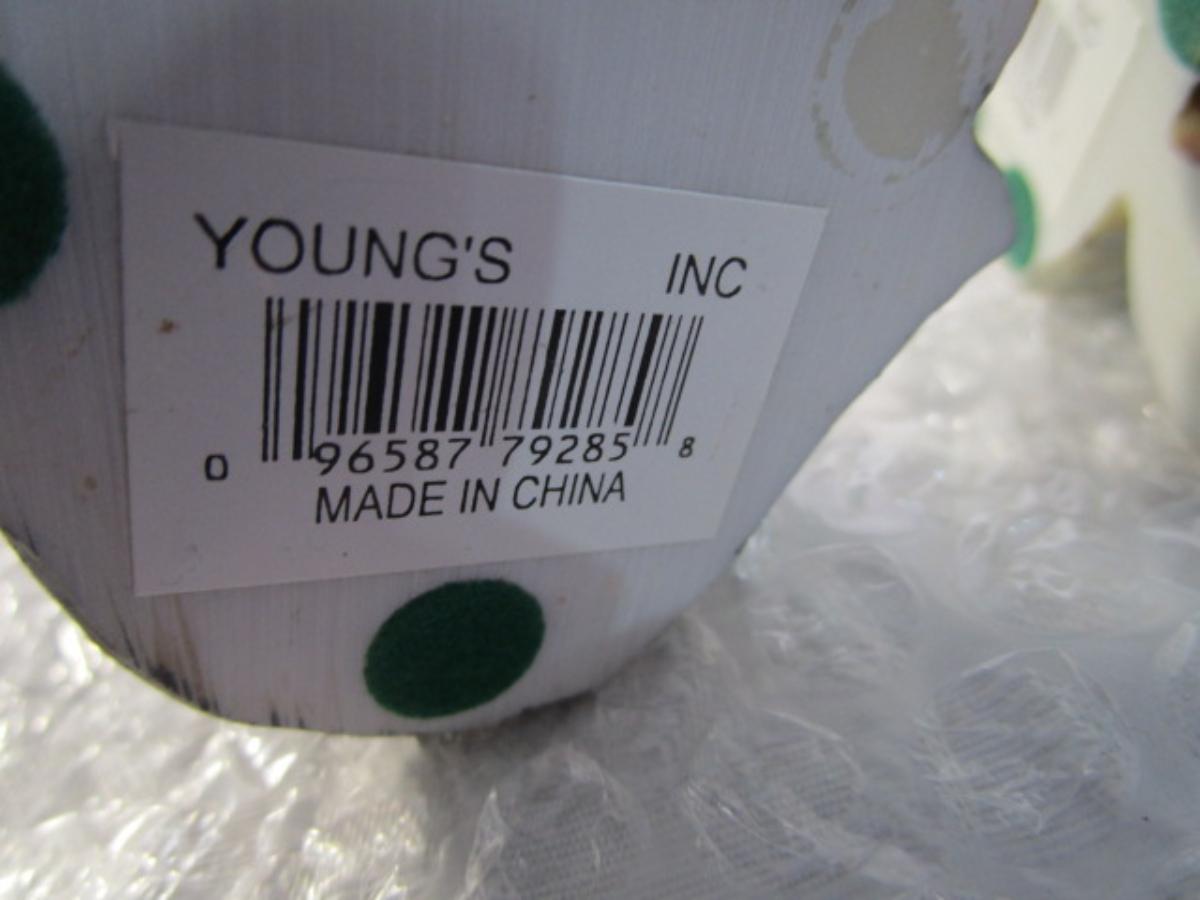 YOUNG'S INC
0 96587 79285 8
MADE IN CHINA